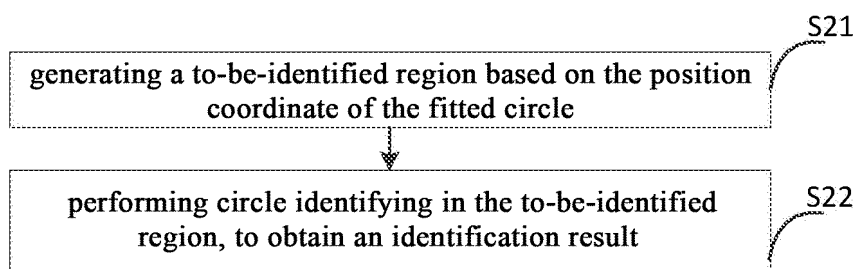 S21
generating a to-be-identified region based on the position
coordinate of the fitted circle
performing circle identifying in the to-be-identified
region, to obtain an identification result
S22